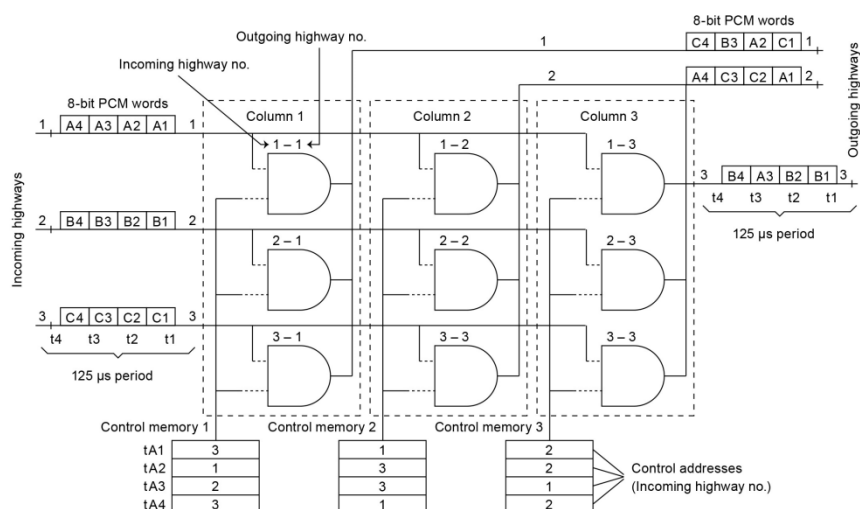 Incoming highway no.
Outgoing highway no.
8-bit PCM words
1
C4 B3 A2 C1 1
2
A4 C3 C2 A1 2
Outgoing highways
8-bit PCM words
Column 1
Column 2
Column 3
1 A4 A3 A2 A1 1
1 – 1
1 – 2
1 – 3
3 B4 A3 B2 B1 3
t4 t3 t2 t1
125 µs period
Incoming highways
2 B4 B3 B2 B1 2
2 – 1
2 – 2
2 – 3
3 C4 C3 C2 C1 3
t4 t3 t2 t1
125 µs period
3 – 1
3 – 3
3 – 3
Control memory 1
Control memory 2
Control memory 3
tA1 3 1 2
tA2 1 3 2
tA3 2 3 1
tA4 3 1 2
Control addresses
(Incoming highway no.)